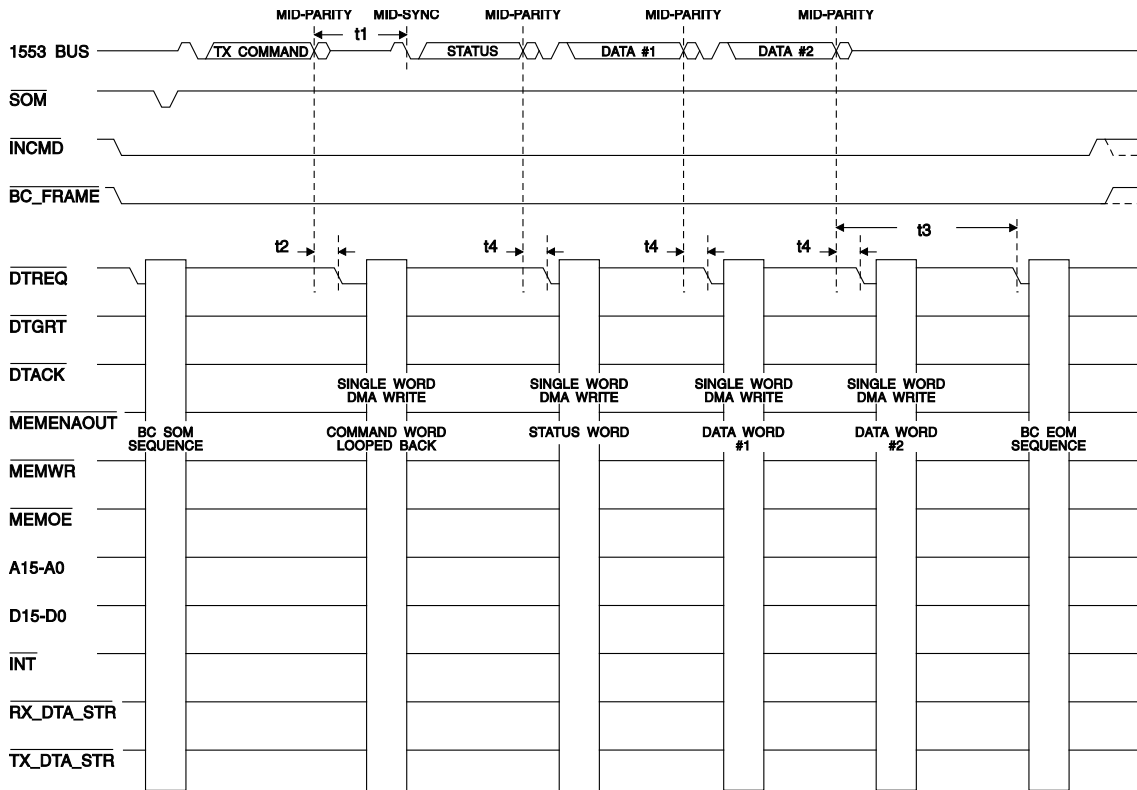 MID-PARITY MID-SYNC MID-PARITY MID-PARITY MID-PARITY
t1
1553 BUS TX COMMAND STATUS DATA #1 DATA #2
SOM
INCMD
BC_FRAME
t3
t2 t4 t4 t4
DTREQ
DTGRT
DTACK
SINGLE WORD SINGLE WORD SINGLE WORD SINGLE WORD
DMA WRITE DMA WRITE DMA WRITE DMA WRITE
MEMENAOUT
BC SOM COMMAND WORD STATUS WORD DATA WORD DATA WORD BC EOM
SEQUENCE LOOPED BACK #1 #2 SEQUENCE
MEMWR
MEMOE
A15-A0
D15-D0
INT
RX_DTA_STR
TX_DTA_STR